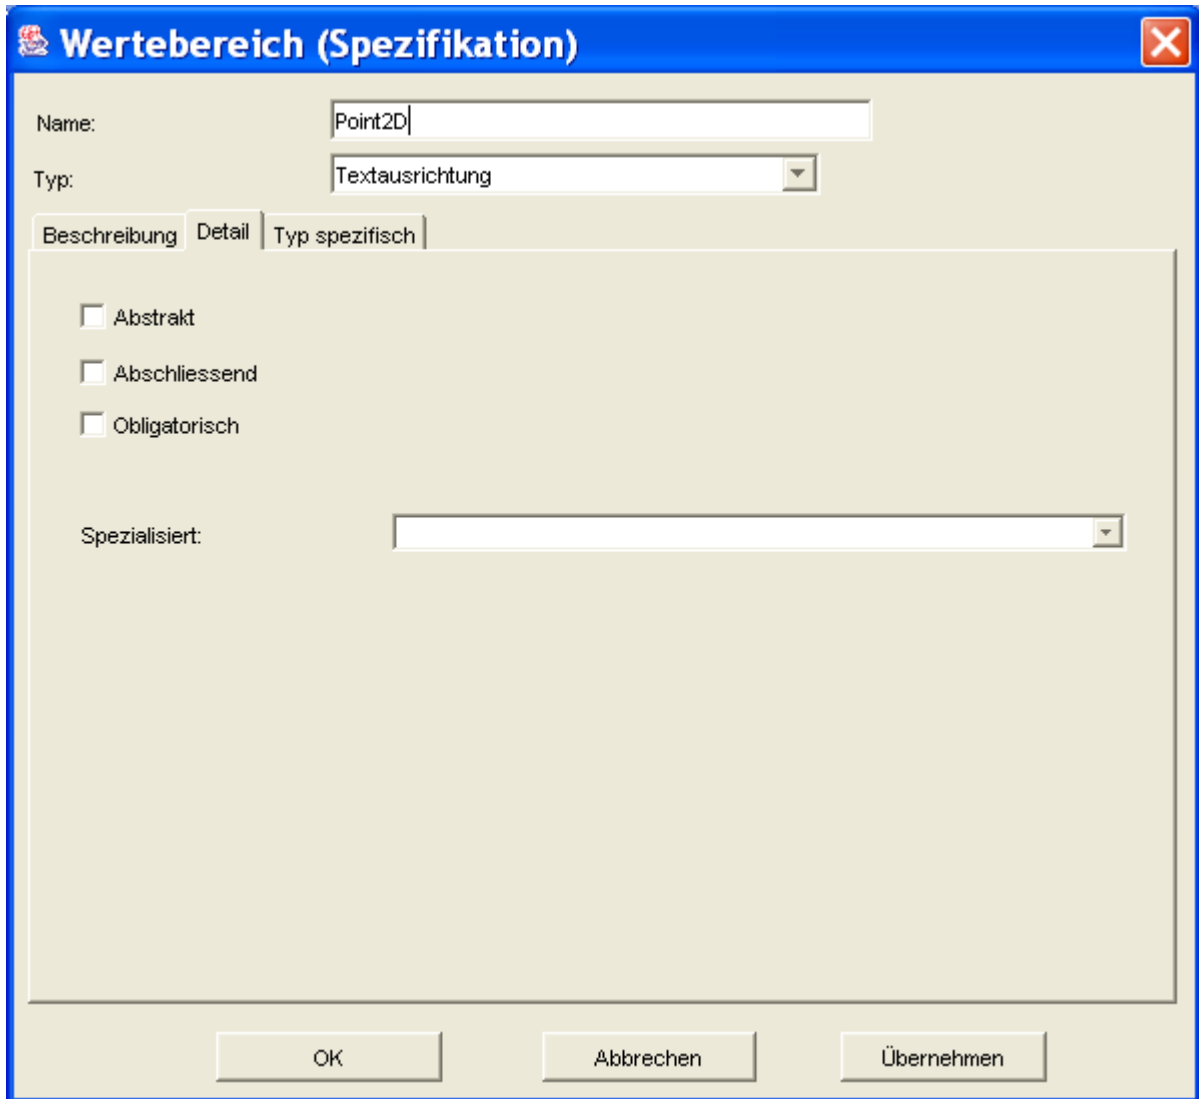 Wertebereich (Spezifikation)
Name: Point2D
Typ: Textausrichtung
Beschreibung Detail Typ spezifisch
Abstrakt
Abschliessend
Obligatorisch
Spezialisiert:
OK Abbrechen Übernehmen